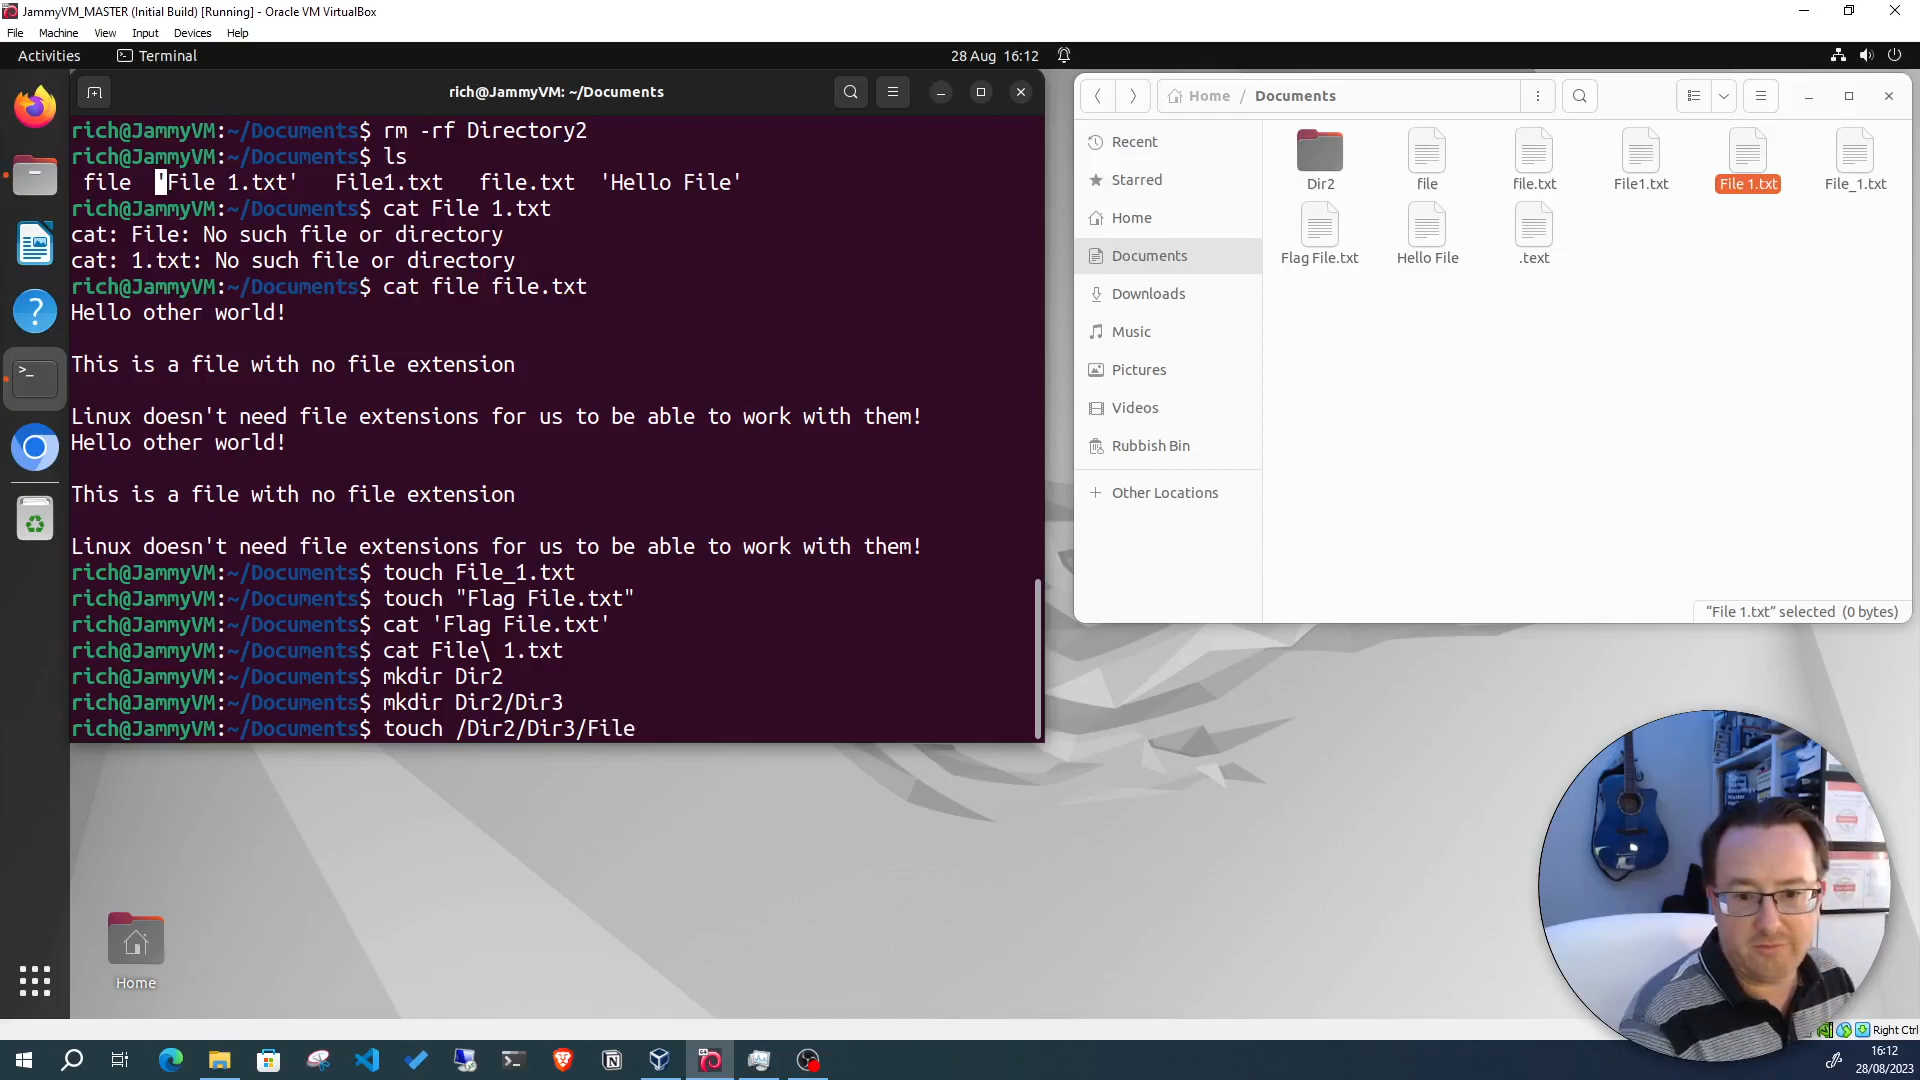 JammyVM_MASTER (Initial Build) [Running] - Oracle VM VirtualBox
File Machine View Input Devices Help
Activities Terminal 28 Aug 16:12
rich@JammyVM: ~/Documents
rich@JammyVM:~/Documents$ rm -rf Directory2
rich@JammyVM:~/Documents$ ls
file 'File 1.txt' File1.txt file.txt 'Hello File'
rich@JammyVM:~/Documents$ cat File 1.txt
cat: File: No such file or directory
cat: 1.txt: No such file or directory
rich@JammyVM:~/Documents$ cat file file.txt
Hello other world!
This is a file with no file extension
Linux doesn't need file extensions for us to be able to work with them!
Hello other world!
This is a file with no file extension
Linux doesn't need file extensions for us to be able to work with them!
rich@JammyVM:~/Documents$ touch File_1.txt
rich@JammyVM:~/Documents$ touch "Flag File.txt"
rich@JammyVM:~/Documents$ cat 'Flag File.txt'
rich@JammyVM:~/Documents$ cat File\ 1.txt
rich@JammyVM:~/Documents$ mkdir Dir2
rich@JammyVM:~/Documents$ mkdir Dir2/Dir3
rich@JammyVM:~/Documents$ touch /Dir2/Dir3/File
Home / Documents
Recent
Starred
Home
Documents
Downloads
Music
Pictures
Videos
Rubbish Bin
Other Locations
Dir2 file file.txt File1.txt File 1.txt File_1.txt
Flag File.txt Hello File .text
“File 1.txt” selected (0 bytes)
Home
Right Ctrl
16:12
28/08/2023